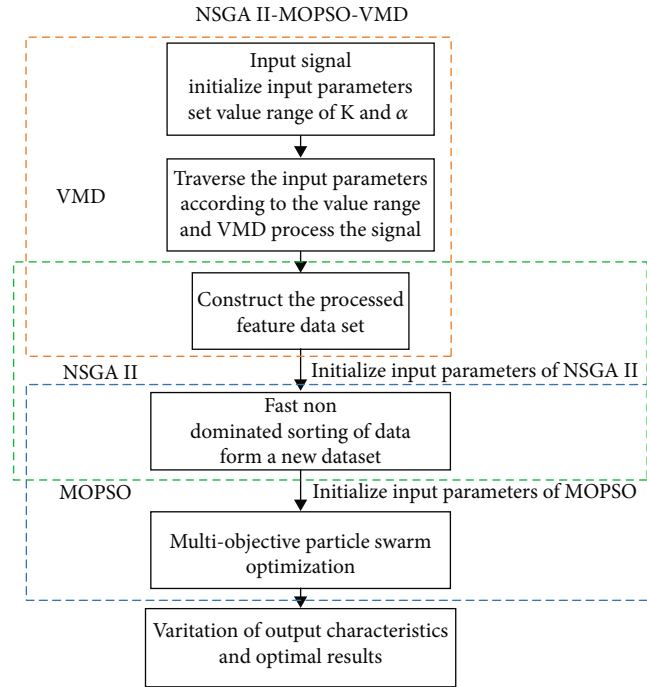 NSGA II-MOPSO-VMD
Input signal
initialize input parameters
set value range of K and α
VMD
Traverse the input parameters
according to the value range
and VMD process the signal
Construct the processed
feature data set
NSGA II
Initialize input parameters of NSGA II
Fast non
dominated sorting of data
form a new dataset
MOPSO
Initialize input parameters of MOPSO
Multi-objective particle swarm
optimization
Varitation of output characteristics
and optimal results